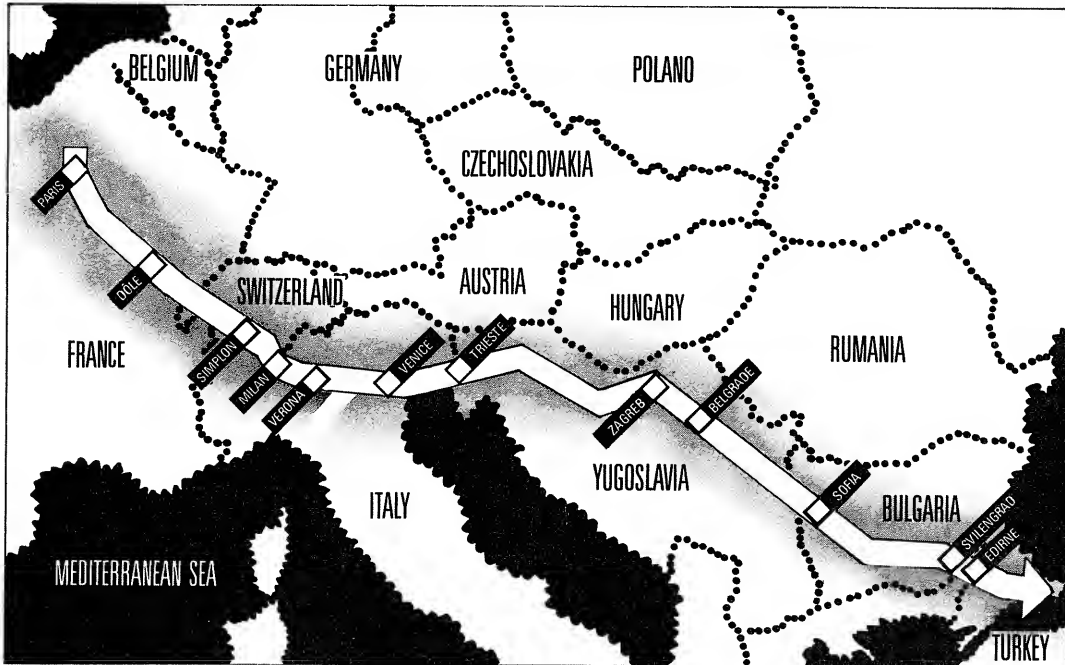 BELGIUM
GERMANY
POLANO
CZECHOSLOVAKIA
PARIS
DÔLE
SWITZERLAND
AUSTRIA
HUNGARY
RUMANIA
FRANCE
SIMPLON
MILAN
VERONA
VENICE
TRIESTE
ZAGREB
BELGRADE
YUGOSLAVIA
ITALY
SOFIA
BULGARIA
SVILENGRAD
EDIRNE
MEDITERRANEAN SEA
TURKEY